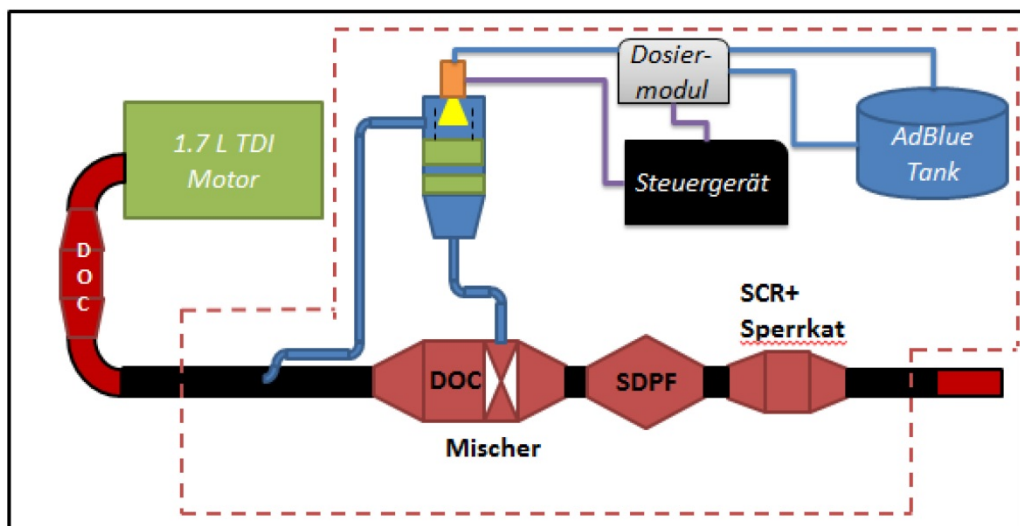 Dosier-
modul
1.7 L TDI
Motor
AdBlue
Tank
Steuergerät
D
O
C
SCR+
Sperrkat
DOC
SDPF
Mischer